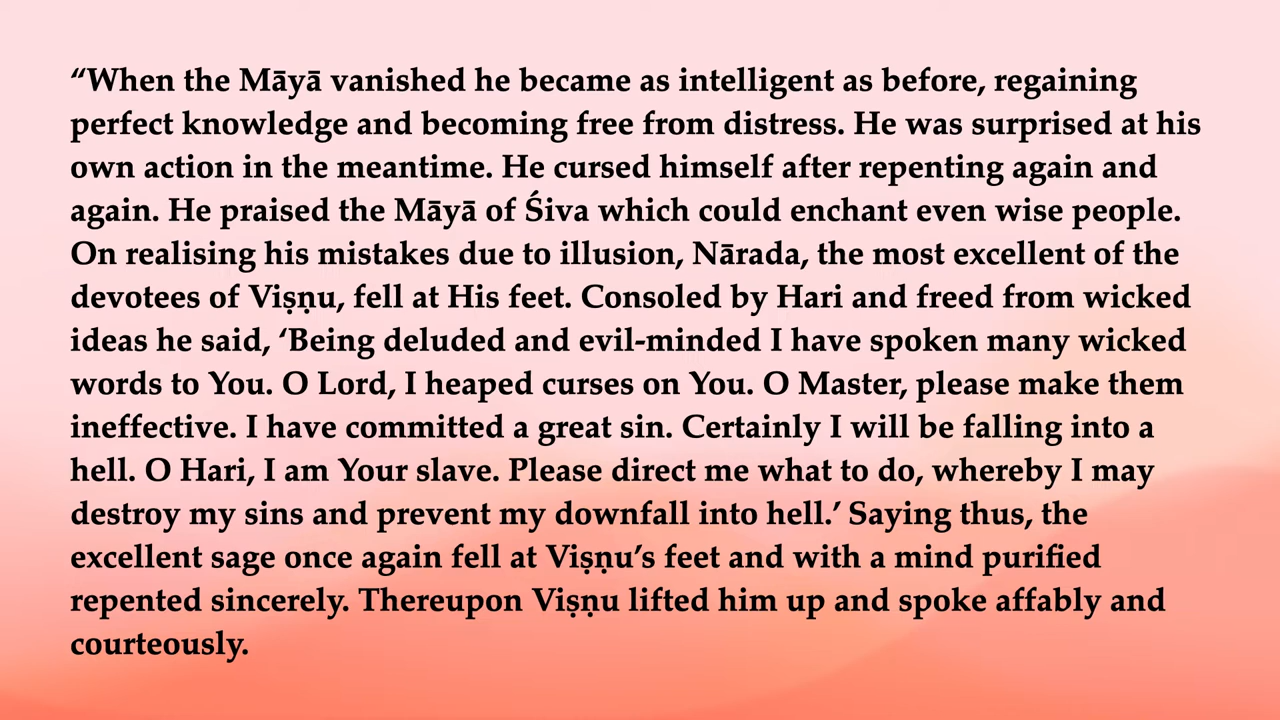 “When the Māyā vanished he became as intelligent as before, regaining
perfect knowledge and becoming free from distress. He was surprised at his
own action in the meantime. He cursed himself after repenting again and
again. He praised the Māyā of Śiva which could enchant even wise people.
On realising his mistakes due to illusion, Nārada, the most excellent of the
devotees of Viṣṇu, fell at His feet. Consoled by Hari and freed from wicked
ideas he said, ‘Being deluded and evil-minded I have spoken many wicked
words to You. O Lord, I heaped curses on You. O Master, please make them
ineffective. I have committed a great sin. Certainly I will be falling into a
hell. O Hari, I am Your slave. Please direct me what to do, whereby I may
destroy my sins and prevent my downfall into hell.’ Saying thus, the
excellent sage once again fell at Viṣṇu’s feet and with a mind purified
repented sincerely. Thereupon Viṣṇu lifted him up and spoke affably and
courteously.